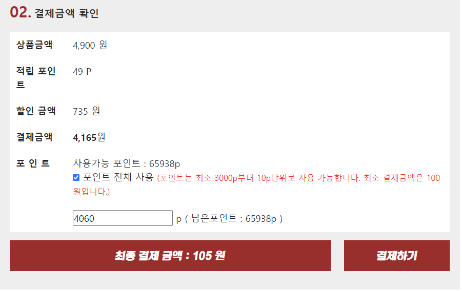 02. 결제금액 확인
상품금액 4,900 원
적립 포인트 49 P
할인 금액 735 원
결제금액 4,165원
포 인 트 사용가능 포인트 : 65938p
포인트 전체 사용 (포인트는 최소 3000p부터 10p단위로 사용 가능합니다. 최소 결제금액은 100
원입니다.)
4060 p ( 남은포인트 : 65938p )
최종 결제 금액 : 105 원 결제하기